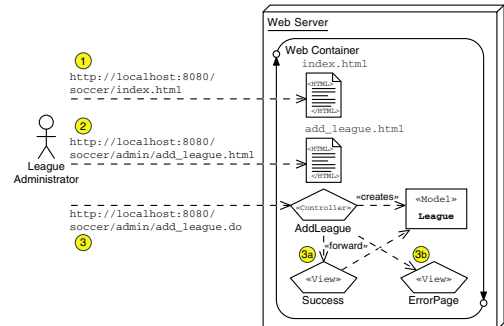 Web Server
Web Container
1
index.html
http://localhost:8080/
soccer/index.html
<HTML>
</HTML>
add_league.html
2
http://localhost:8080/
soccer/admin/add_league.html
<HTML>
</HTML>
League
Administrator
«Controller»
AddLeague
«creates»
«Model»
League
http://localhost:8080/
soccer/admin/add_league.do
3
3a
«forward»
3b
«View»
Success
«View»
ErrorPage